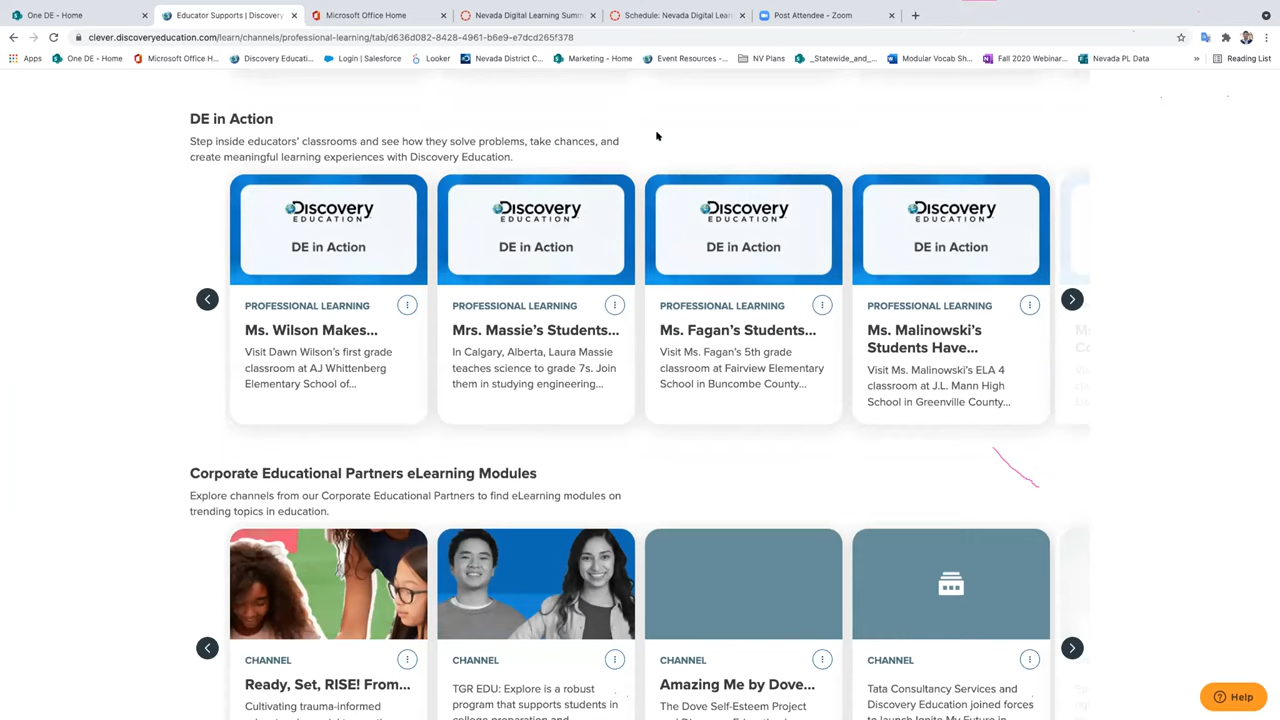 One DE - Home
Educator Supports | Discovery
Microsoft Office Home
Nevada Digital Learning Summ
Schedule: Nevada Digital Lear
Post Attendee - Zoom
clever.discoveryeducation.com/learn/channels/professional-learning/tab/d636d082-8428-4961-b6e9-e7dcd265f378
Apps
One DE - Home
Microsoft Office H...
Discovery Educati...
Login | Salesforce
Looker
Nevada District C...
Marketing - Home
Event Resources -...
NV Plans
_Statewide_and_...
Modular Vocab Sh...
Fall 2020 Webinar...
Nevada PL Data
»
Reading List
DE in Action
Step inside educators' classrooms and see how they solve problems, take chances, and
create meaningful learning experiences with Discovery Education.
Discovery
EDUCATION
DE in Action
PROFESSIONAL LEARNING
Ms. Wilson Makes...
Visit Dawn Wilson's first grade
classroom at AJ Whittenberg
Elementary School of...
Discovery
EDUCATION
DE in Action
PROFESSIONAL LEARNING
Mrs. Massie's Students...
In Calgary, Alberta, Laura Massie
teaches science to grade 7s. Join
them in studying engineering...
Discovery
EDUCATION
DE in Action
PROFESSIONAL LEARNING
Ms. Fagan's Students...
Visit Ms. Fagan's 5th grade
classroom at Fairview Elementary
School in Buncombe County...
Discovery
EDUCATION
DE in Action
PROFESSIONAL LEARNING
Ms. Malinowski's
Students Have...
Visit Ms. Malinowski's ELA 4
classroom at J.L. Mann High
School in Greenville County...
Corporate Educational Partners eLearning Modules
Explore channels from our Corporate Educational Partners to find eLearning modules on
trending topics in education.
CHANNEL
Ready, Set, RISE! From...
Cultivating trauma-informed
CHANNEL
TGR EDU: Explore is a robust
program that supports students in
college preparation and
CHANNEL
Amazing Me by Dove...
The Dove Self-Esteem Project
CHANNEL
Tata Consultancy Services and
Discovery Education joined forces
to launch Ignite My Future in
Help